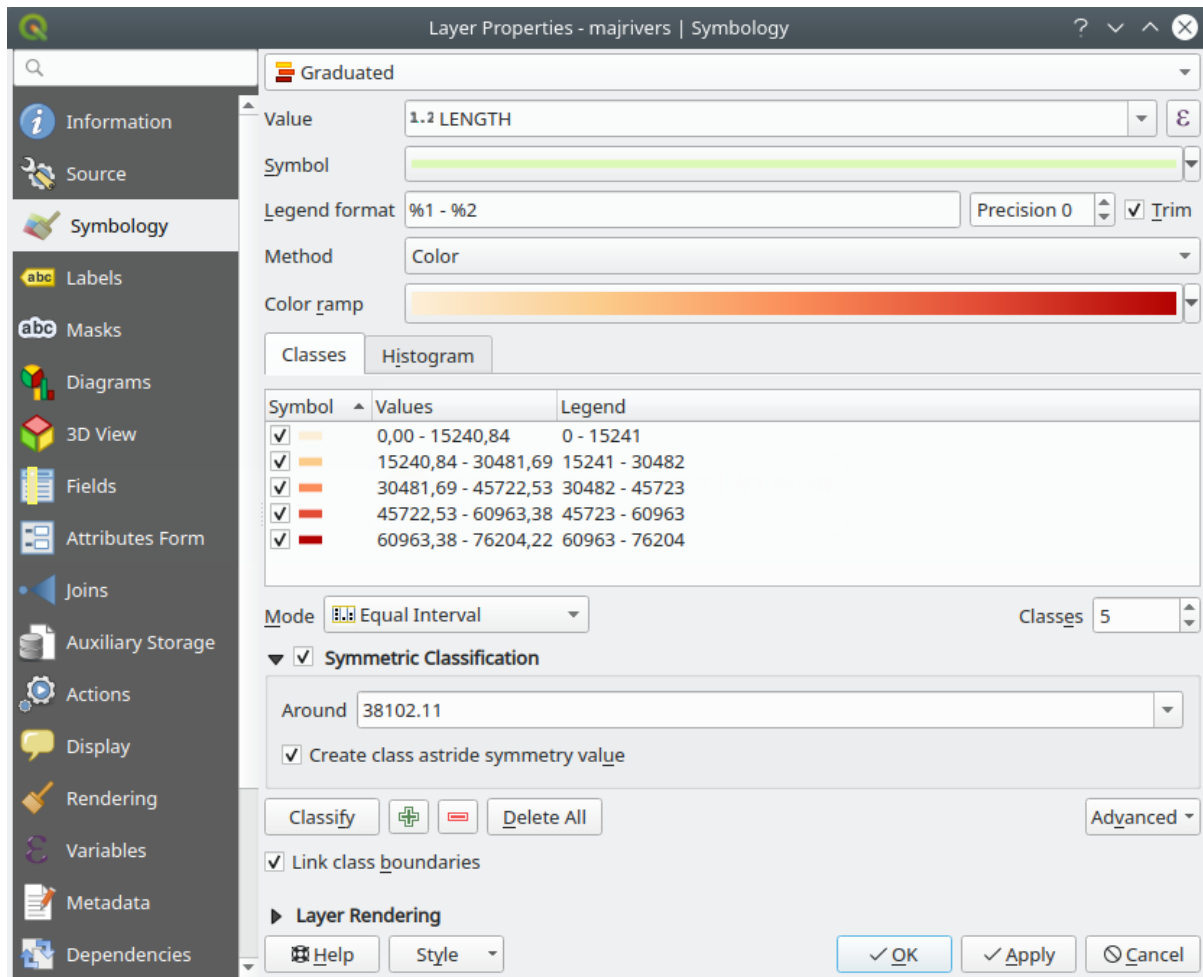 Layer Properties - majrivers | Symbology
Graduated
Information
Value 1.2 LENGTH ε
Source
Symbol
Symbology
Legend format %1 - %2 Precision 0 Trim
Method Color
abc Labels
Color ramp
abc Masks
Classes Histogram
Diagrams
Symbol Values Legend
3D View
0,00 - 15240,84 0 - 15241
15240,84 - 30481,69 15241 - 30482
Fields
30481,69 - 45722,53 30482 - 45723
45722,53 - 60963,38 45723 - 60963
Attributes Form
60963,38 - 76204,22 60963 - 76204
Joins
Mode Equal Interval Classes 5
Auxiliary Storage
Symmetric Classification
Actions
Around 38102.11
Display
Create class astride symmetry value
Rendering
Classify Delete All Advanced
Variables
Link class boundaries
Metadata
Layer Rendering
Dependencies
Help Style OK Apply Cancel